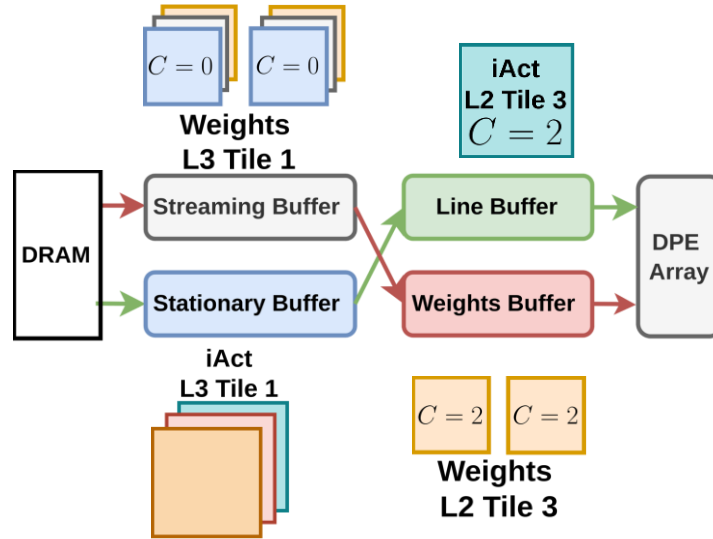 C = 0
C = 0
Weights
L3 Tile 1
iAct
L2 Tile 3
C = 2
DRAM
Streaming Buffer
Line Buffer
DPE
Array
Stationary Buffer
Weights Buffer
iAct
L3 Tile 1
C = 2
C = 2
Weights
L2 Tile 3